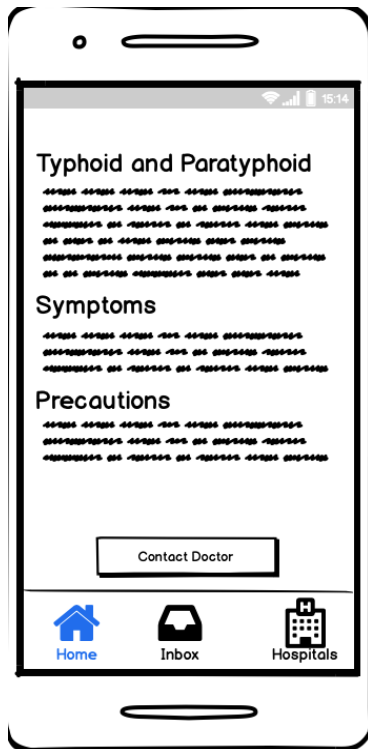 15:14
Typhoid and Paratyphoid
Symptoms
Precautions
Contact Doctor
H
Home
Inbox
Hospitals